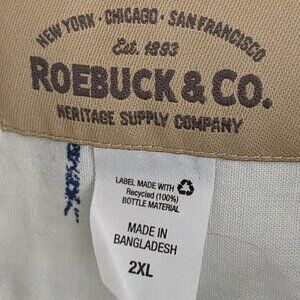 NEW YORK · CHICAGO · SAN FRANCISCO
Est. 1893
ROEBUCK & CO.
HERITAGE SUPPLY COMPANY
LABEL MADE WITH
Recycled (100%)
BOTTLE MATERIAL
MADE IN
BANGLADESH
2XL